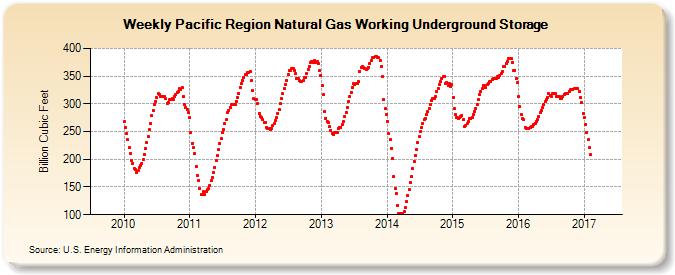 Weekly Pacific Region Natural Gas Working Underground Storage
Billion Cubic Feet
400
350
300
250
200
150
100
2010 2011 2012 2013 2014 2015 2016 2017
Source: U.S. Energy Information Administration